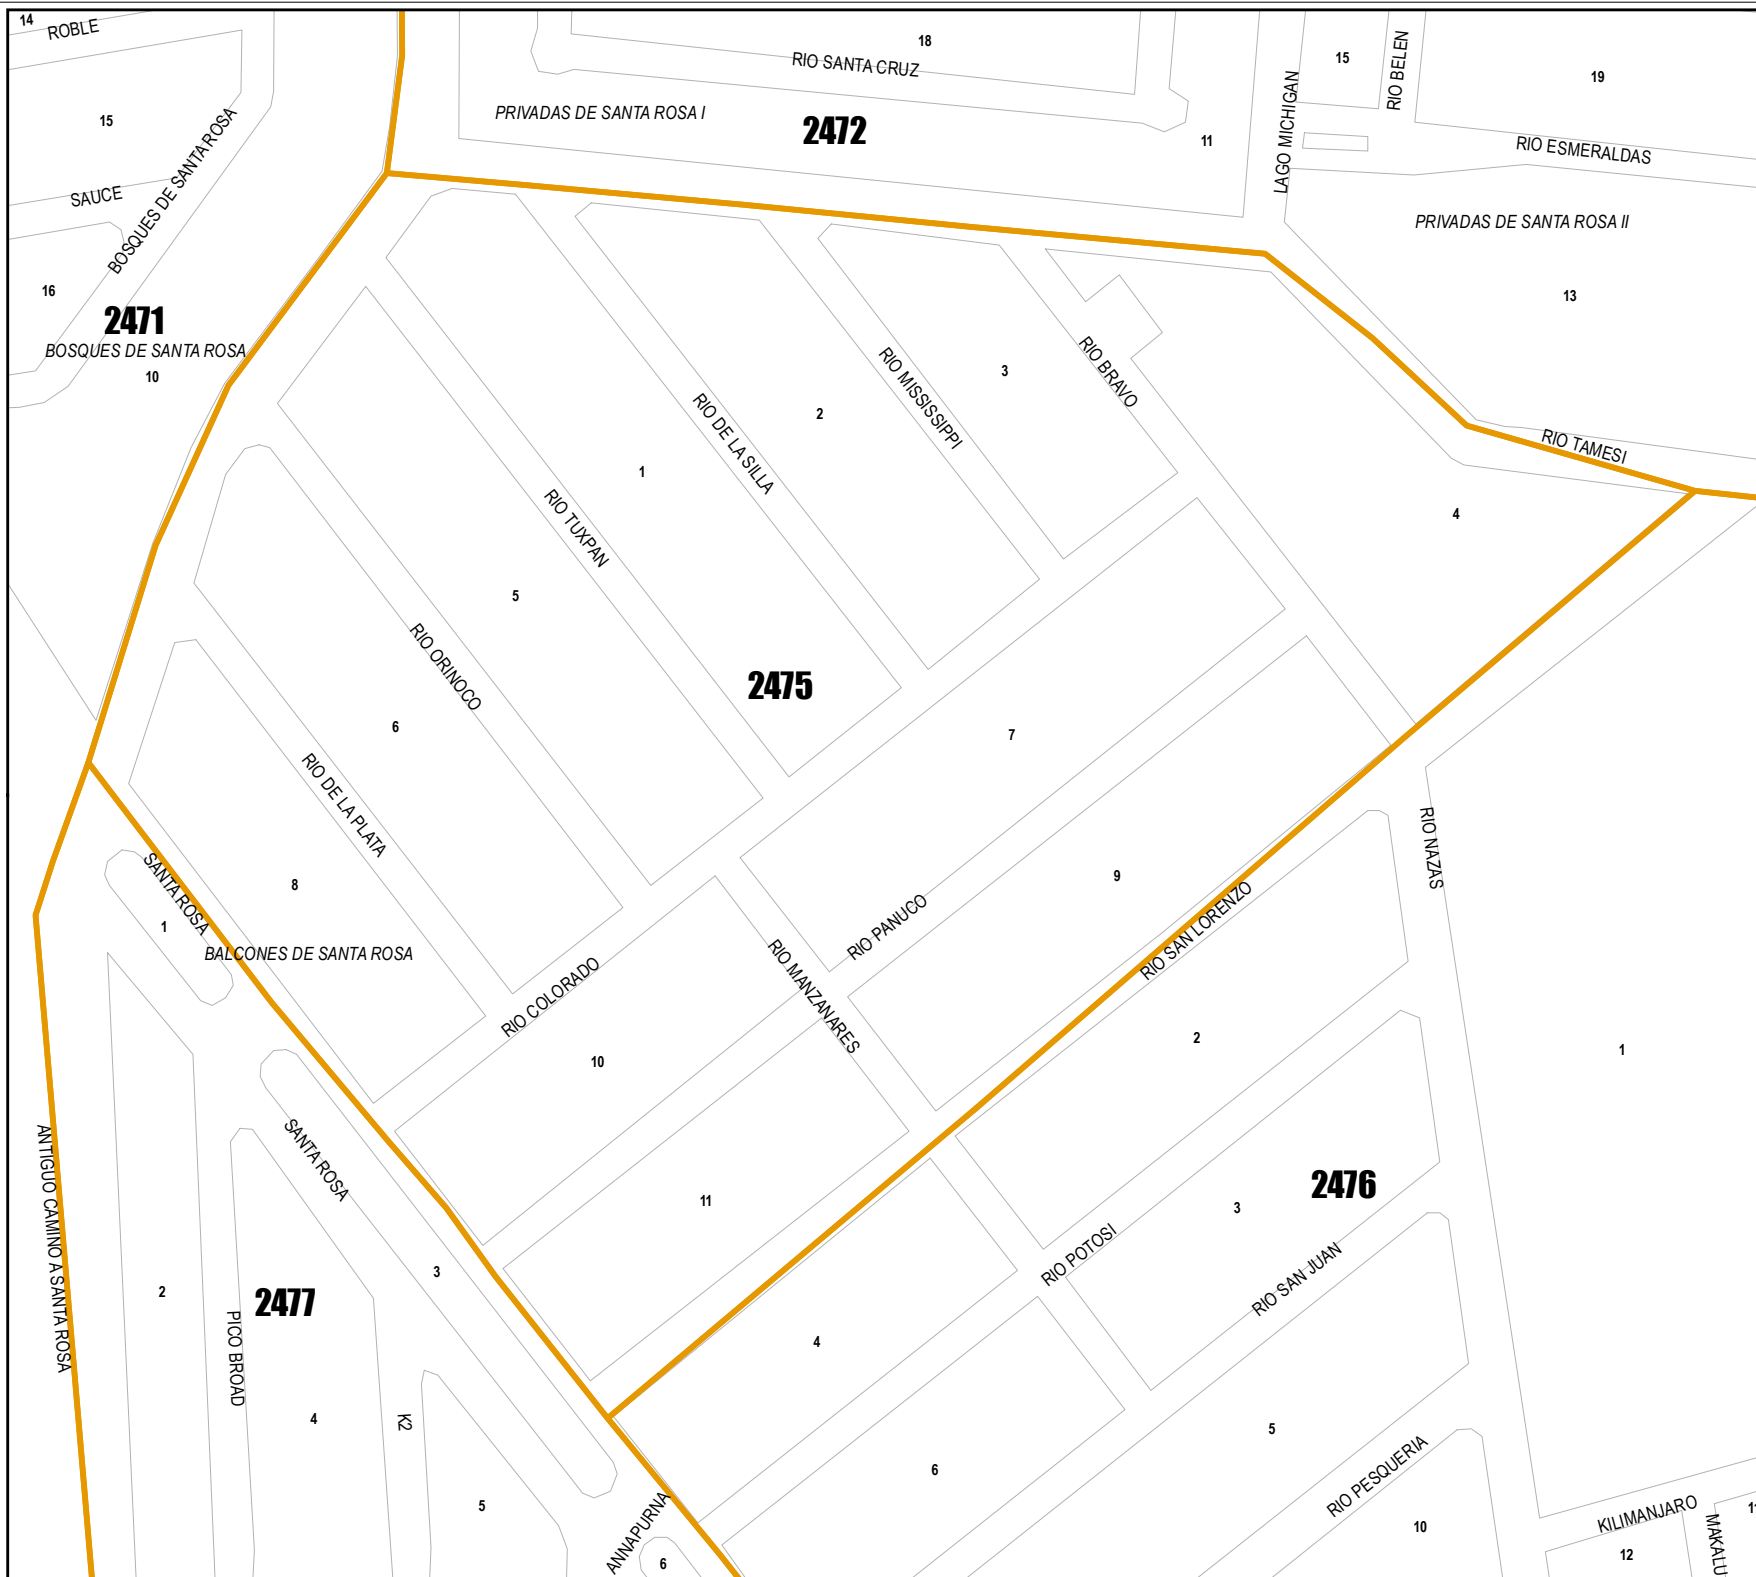 14
ROBLE
18
RIO SANTA CRUZ
15
RIO BELEN
19
LAGO MICHIGAN
PRIVADAS DE SANTA ROSA I
2472
11
15
BOSQUES DE SANTA ROSA
RIO ESMERALDAS
SAUCE
PRIVADAS DE SANTA ROSA II
16
2471
13
BOSQUES DE SANTA ROSA
10
RIO MISSISSIPPI
3
RIO BRAVO
2
RIO DE LA SILLA
RIO TAMESI
1
4
RIO TUXPAN
5
RIO ORINOCO
2475
6
7
RIO DE LA PLATA
RIO NAZAS
SANTA ROSA
8
9
1
RIO PANUCO
RIO SAN LORENZO
BALCONES DE SANTA ROSA
RIO COLORADO
RIO MANZANARES
10
2
1
ANTIGUO CAMINO A SANTA ROSA
SANTA ROSA
11
2476
3
RIO POTOSI
RIO SAN JUAN
3
2
2477
PICO BROAD
4
4
K2
5
6
RIO PESQUERIA
5
ANNAPURNA
10
KILIMANJARO
MAKALU
11
12
6